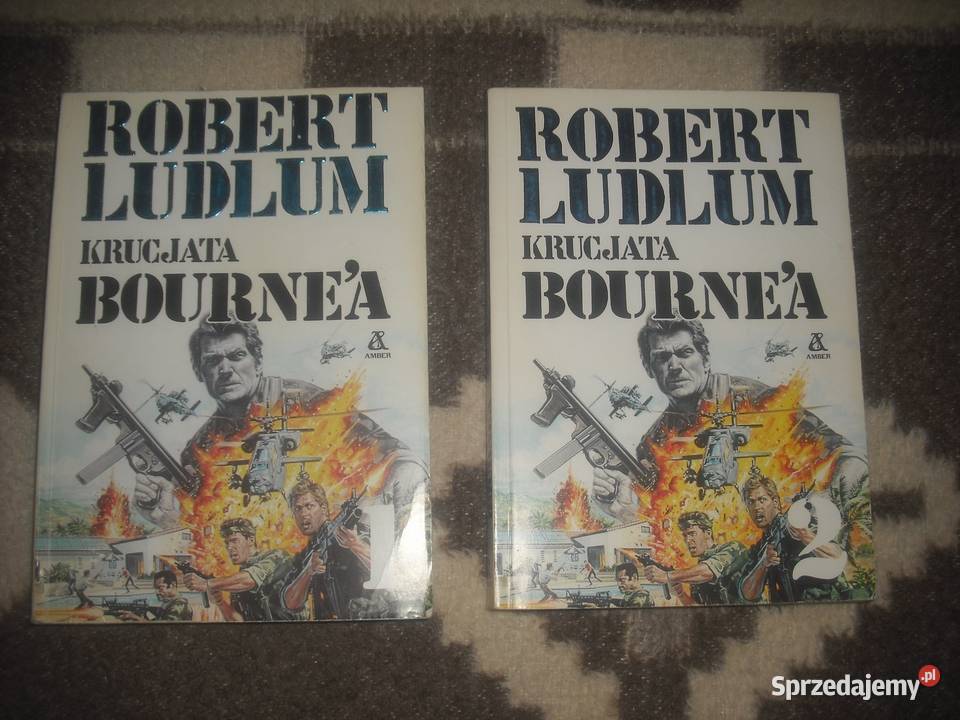 ROBERT
LUDLUM
KRUCJATA
BOURNE'A
AMBER
1
ROBERT
LUDLUM
KRUCJATA
BOURNE'A
AMBER
2
Sprzedajemy.pl